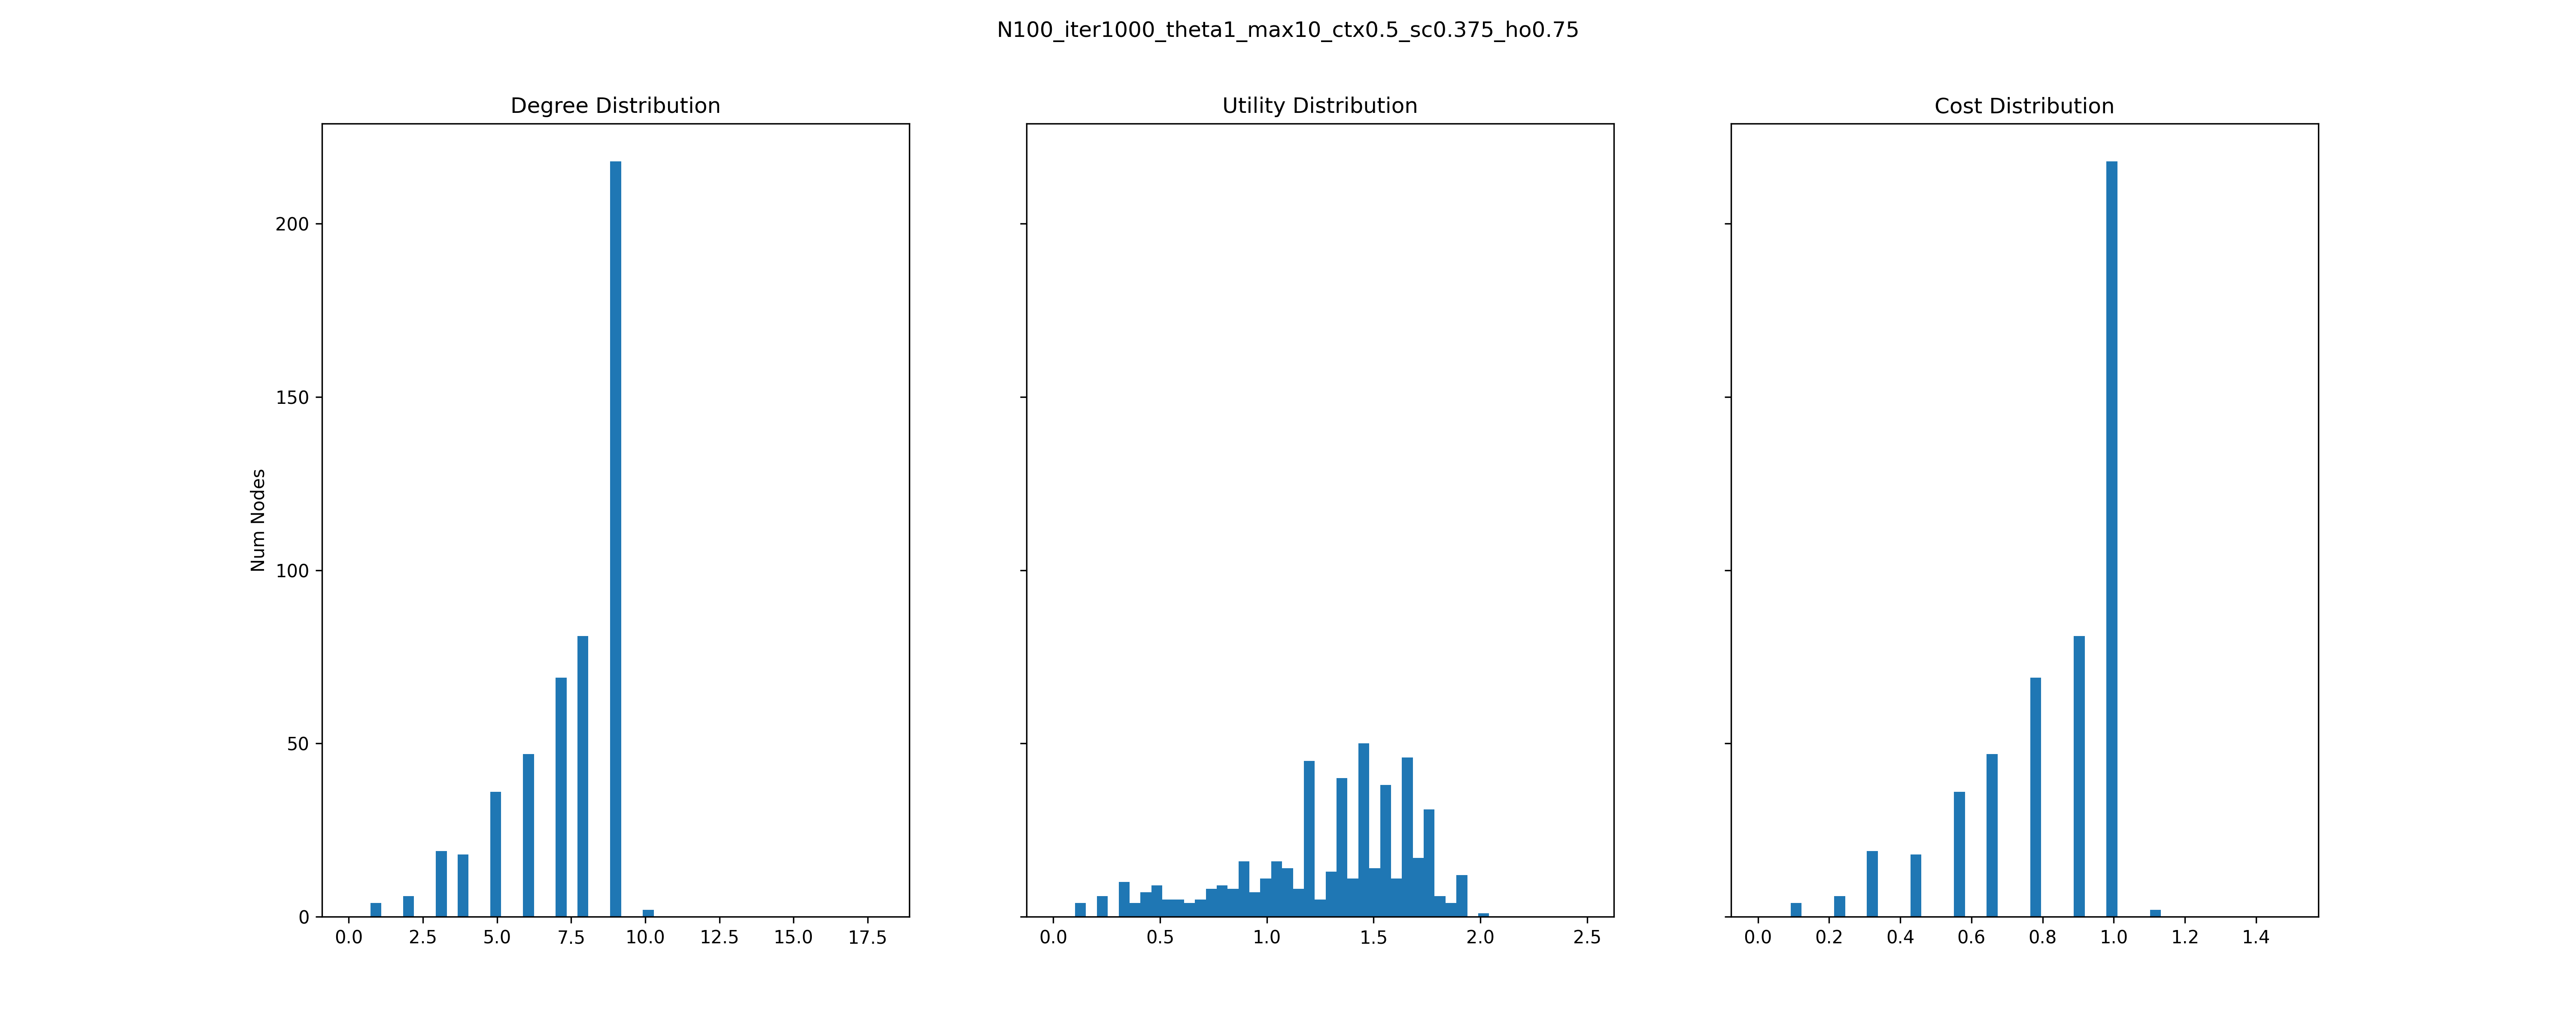 N100_iter1000_theta1_max10_ctx0.5_sc0.375_ho0.75
Degree Distribution
Num Nodes
200
150
100
50
0
0.0 2.5 5.0 7.5 10.0 12.5 15.0 17.5
Utility Distribution
0.0 0.5 1.0 1.5 2.0 2.5
Cost Distribution
0.0 0.2 0.4 0.6 0.8 1.0 1.2 1.4